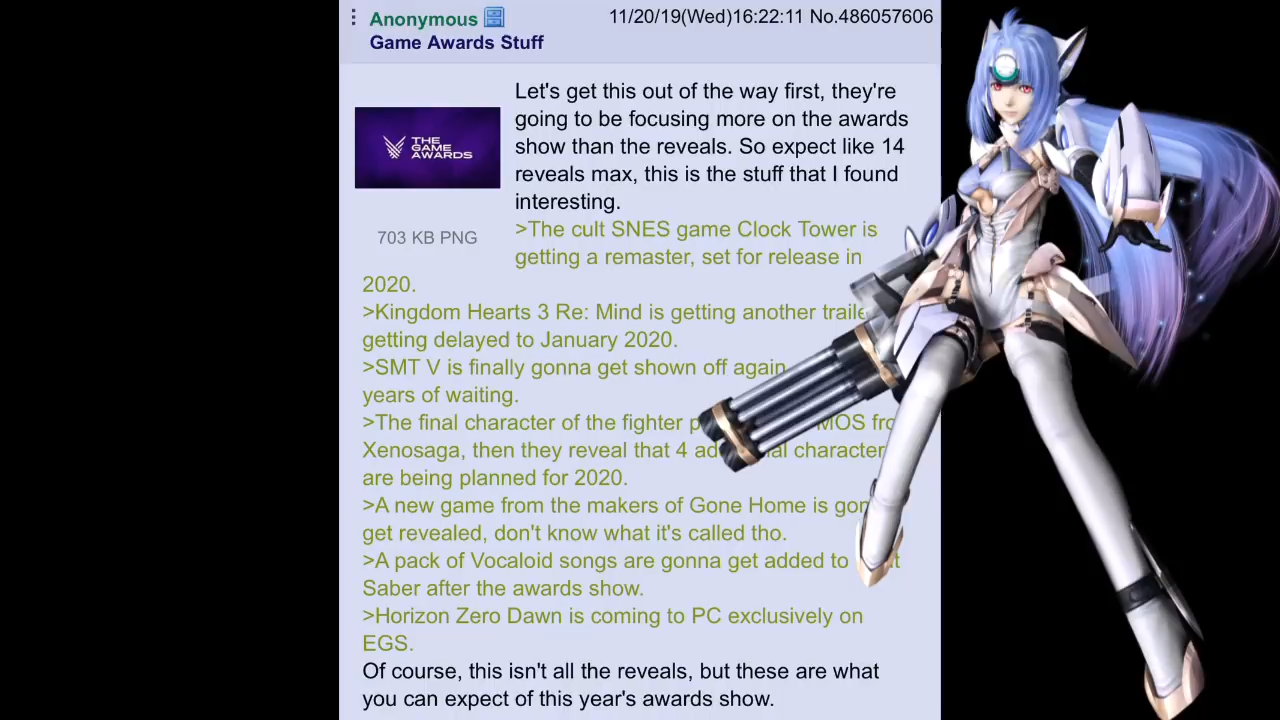 Anonymous 11/20/19(Wed)16:22:11 No.486057606
Game Awards Stuff
THE
GAME
AWARDS
703 KB PNG
Let's get this out of the way first, they're
going to be focusing more on the awards
show than the reveals. So expect like 14
reveals max, this is the stuff that I found
interesting.
>The cult SNES game Clock Tower is
getting a remaster, set for release in
2020.
>Kingdom Hearts 3 Re: Mind is getting another
getting delayed to January 2020.
>SMT V is finally gonna get shown off again
years of waiting.
>The final character of the fighter
Xenosaga, then they reveal that 4
are being planned for 2020.
>A new game from the makers of Gone Home is
get revealed, don't know what it's called tho.
>A pack of Vocaloid songs are gonna get added to
Saber after the awards show.
>Horizon Zero Dawn is coming to PC exclusively on
EGS.
Of course, this isn't all the reveals, but these are what
you can expect of this year's awards show.